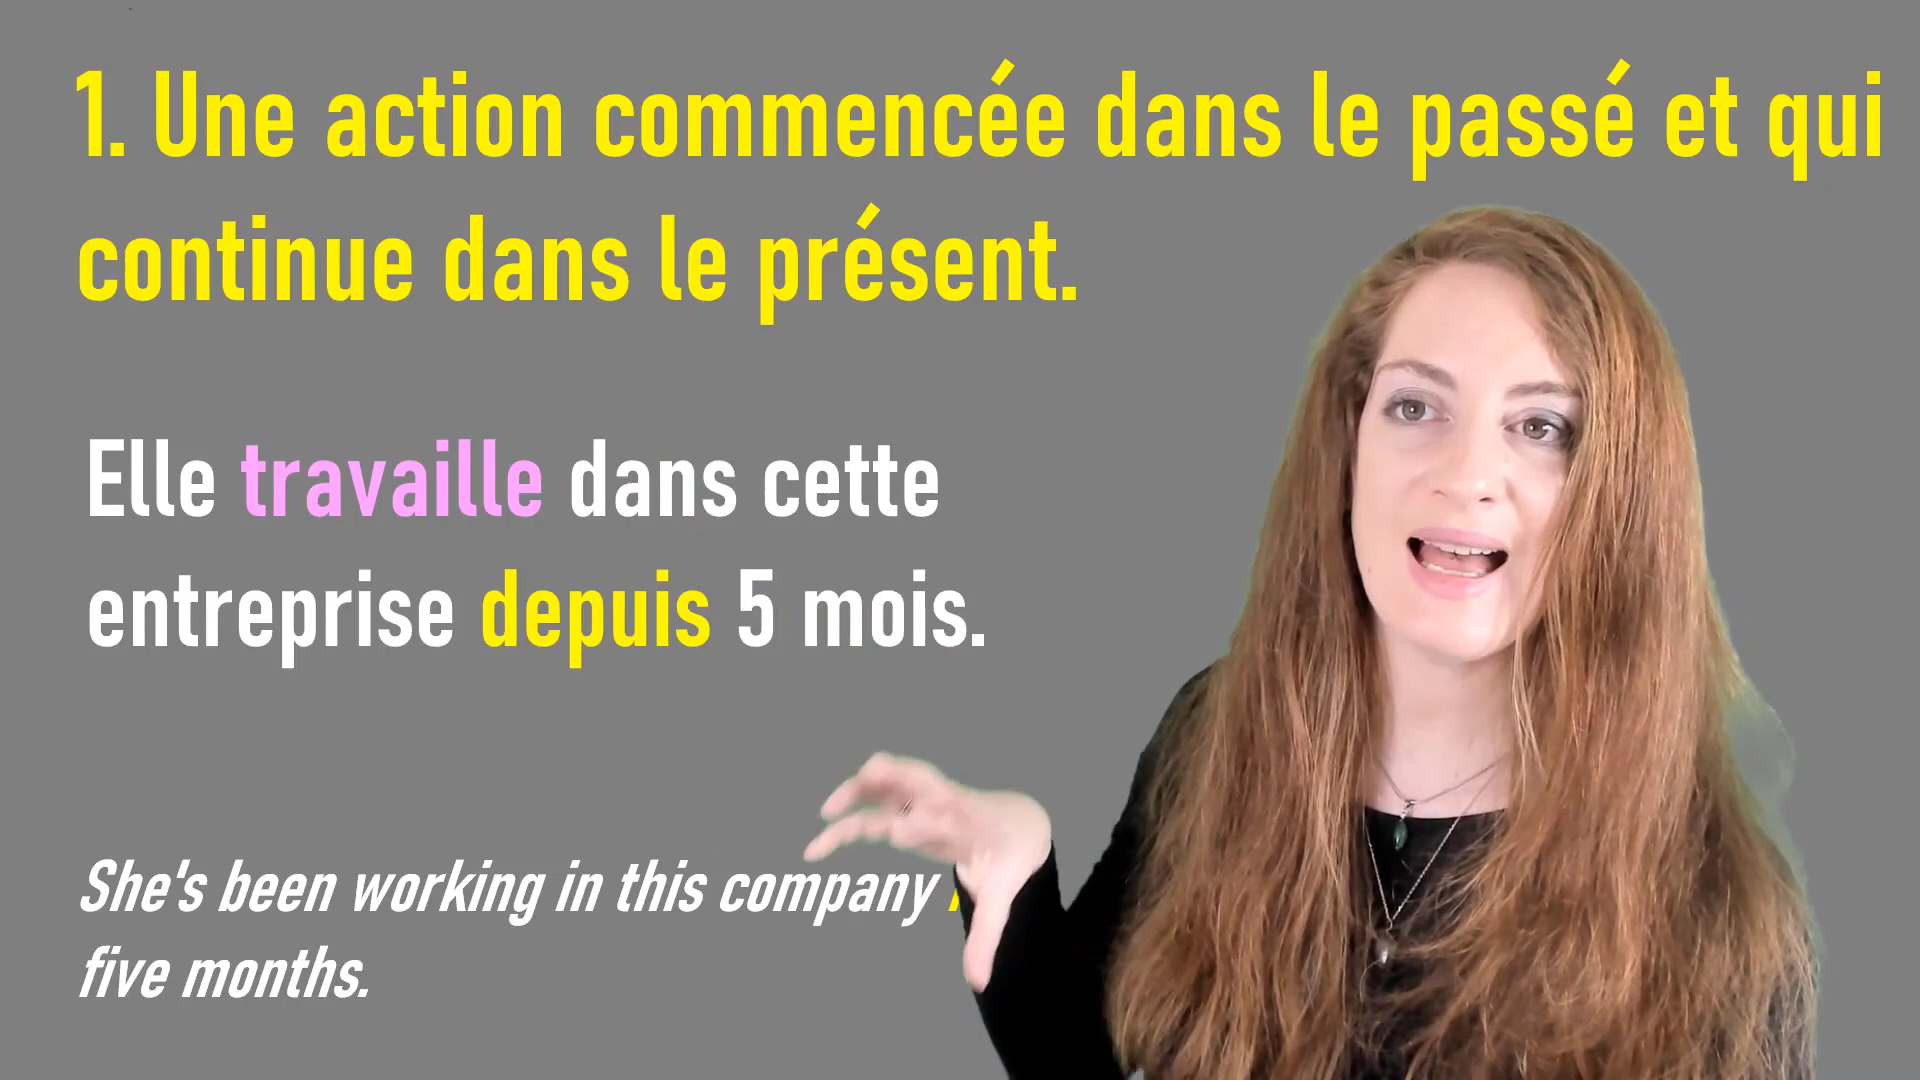 1. Une action commencée dans le passé et qui
continue dans le présent.
Elle travaille dans cette
entreprise depuis 5 mois.
She's been working in this company
five months.